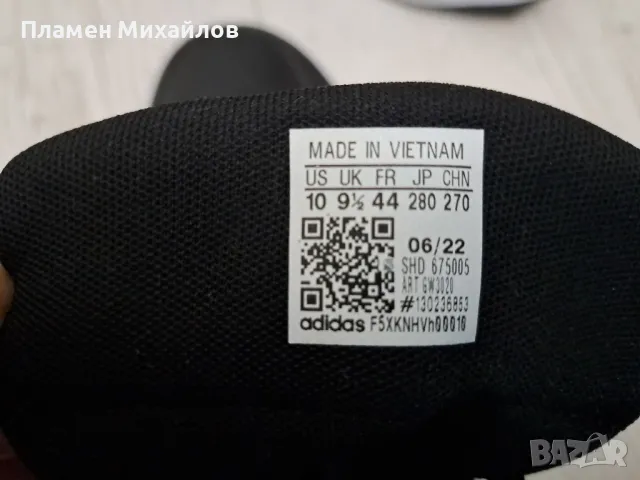 Пламен Михайлов
MADE IN VIETNAM
US UK FR JP CHN
10 9½ 44 280 270
06/22
SHD 675005
ART GW3020
#130236853
adidas F5XKNHVh00010
BAZAR